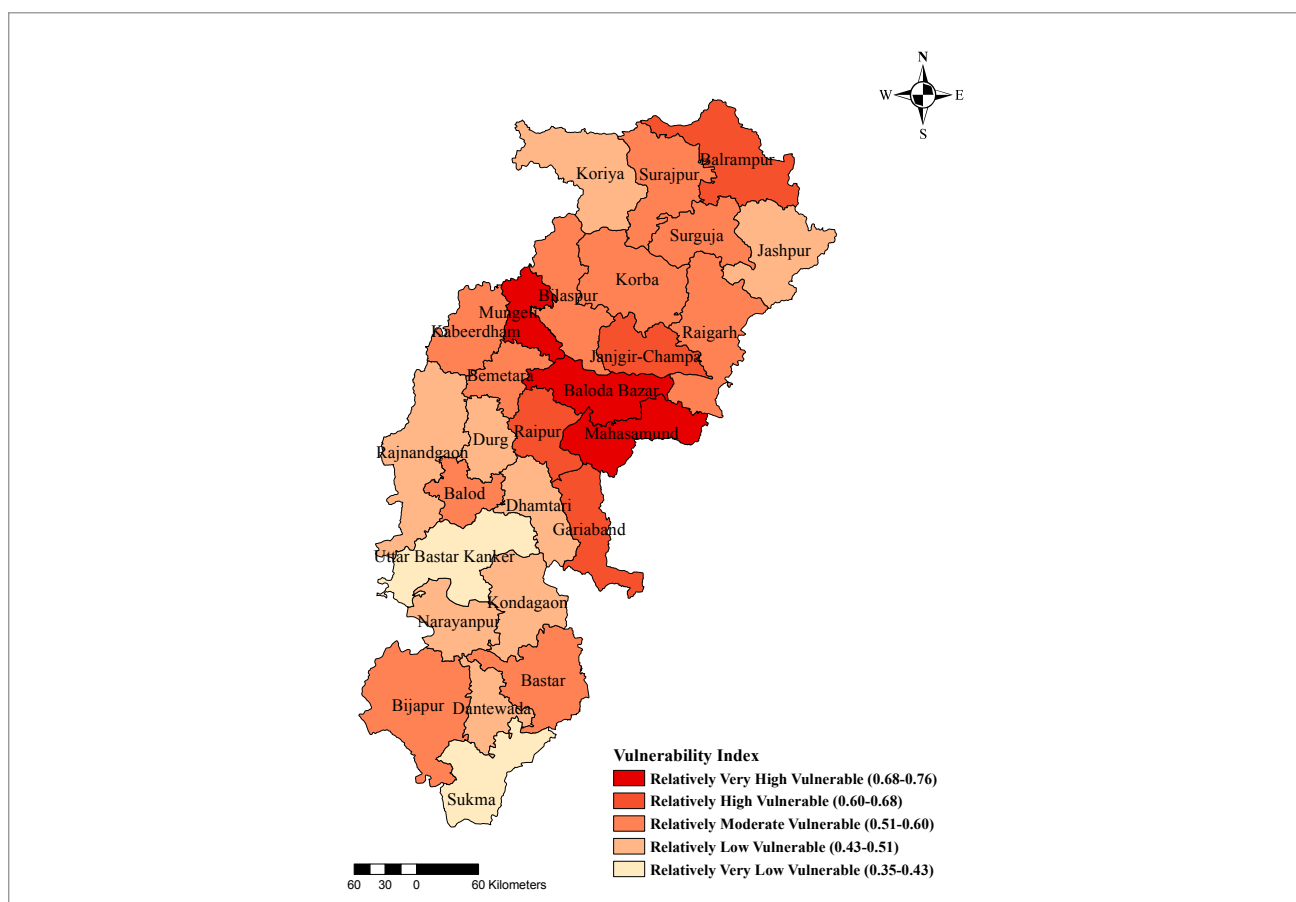 N
W E
S
Balrampur
Koriya
Surajpur
Surguja
Jashpur
Korba
Bilaspur
Mungeli
Kabeerdham
Raigarh
Janjgir-Champa
Bemetara
Baloda Bazar
Raipur
Mahasamund
Durg
Rajnandgaon
Balod
Dhamtari
Gariaband
Uttar Bastar Kanker
Kondagaon
Narayanpur
Bastar
Bijapur
Dantewada
Sukma
Vulnerability Index
Relatively Very High Vulnerable (0.68-0.76)
Relatively High Vulnerable (0.60-0.68)
Relatively Moderate Vulnerable (0.51-0.60)
Relatively Low Vulnerable (0.43-0.51)
Relatively Very Low Vulnerable (0.35-0.43)
60 30 0 60 Kilometers